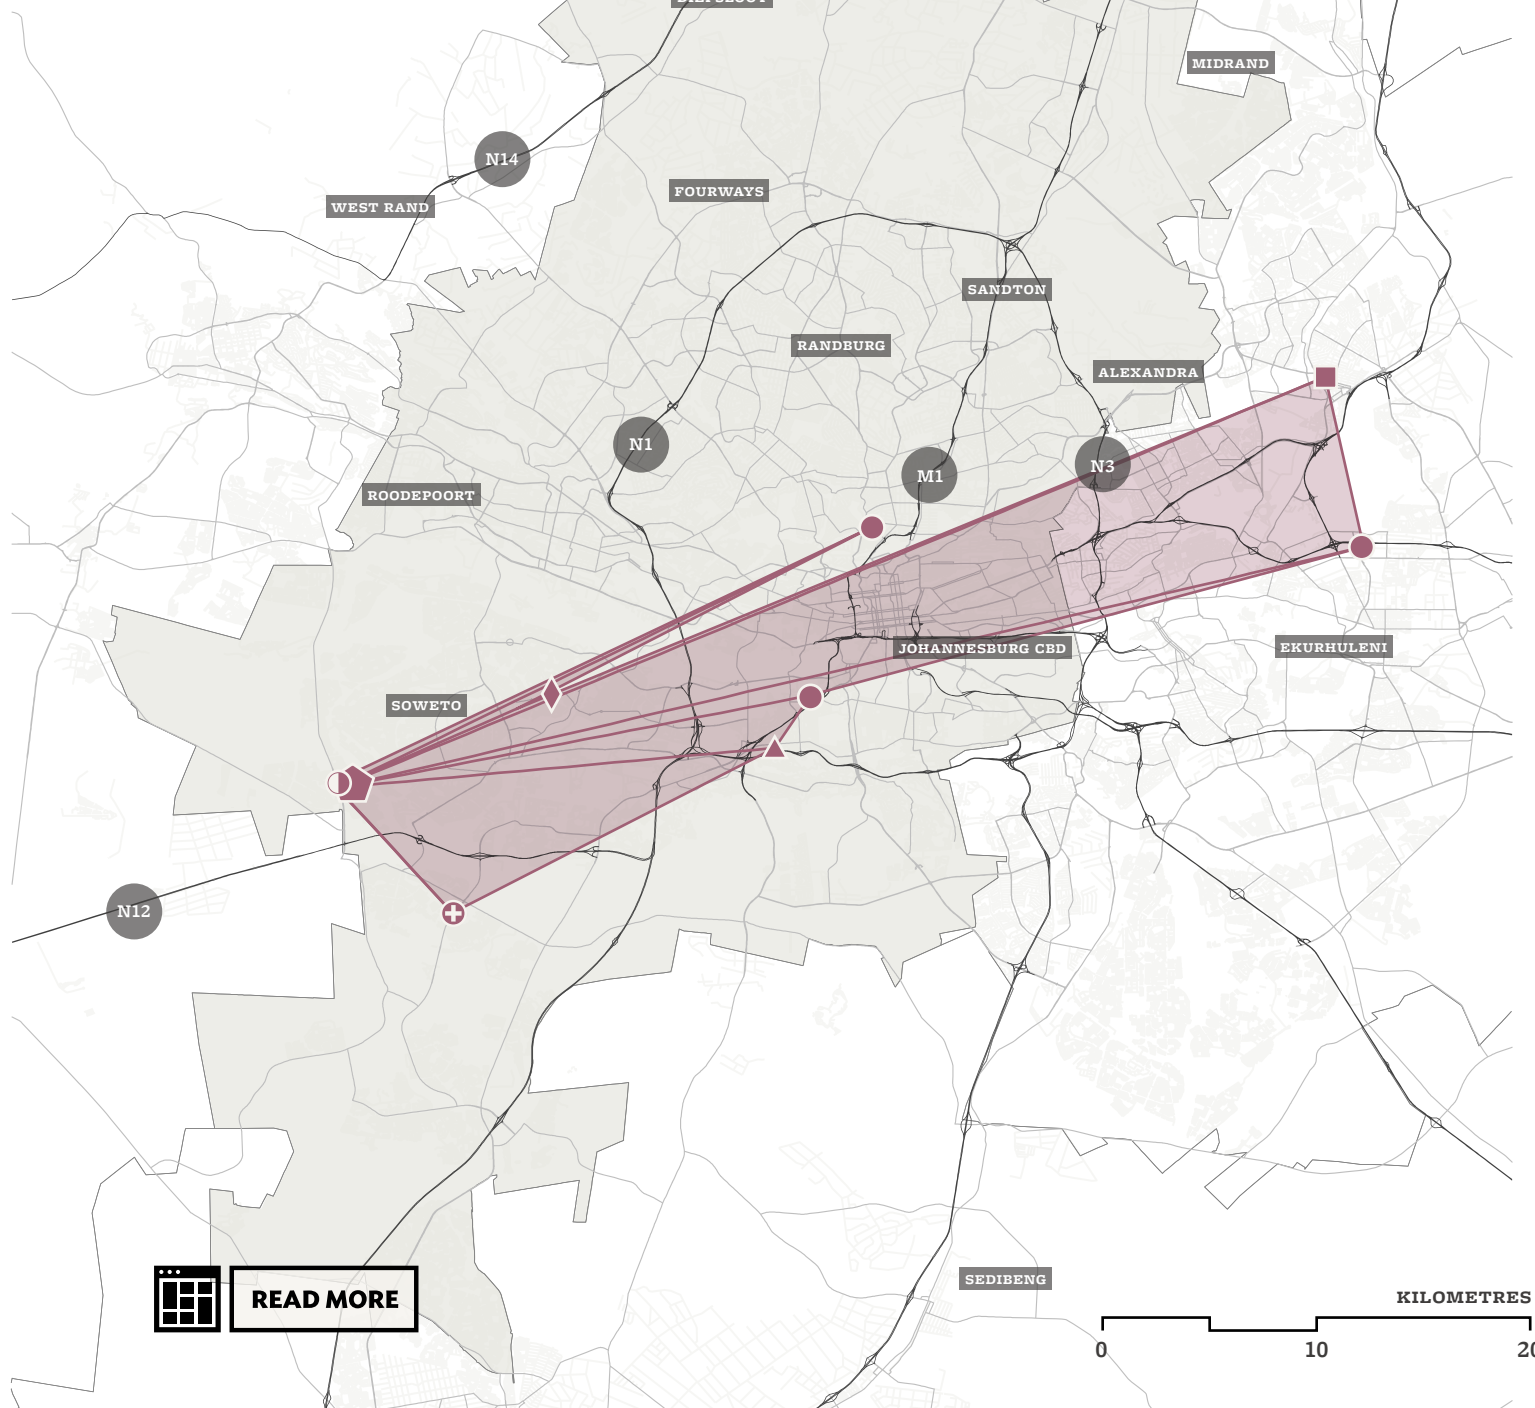 MIDRAND
N14
FOURWAYS
WEST RAND
SANDTON
RANDBURG
ALEXANDRA
N1
N3
M1
ROODEPOORT
JOHANNESBURG CBD
EKURHULENI
SOWETO
N12
SEDIBENG
READ MORE
KILOMETRES
0 10